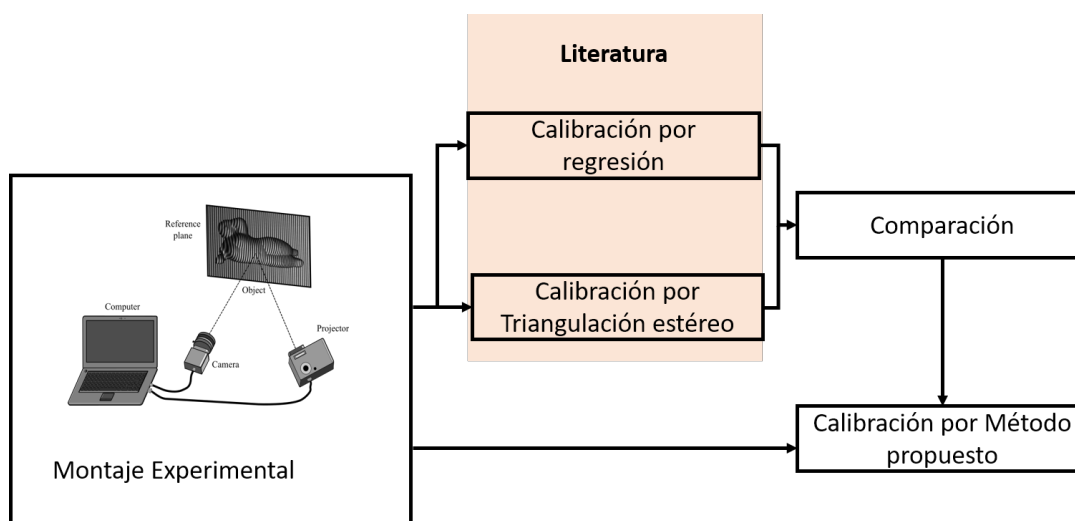 Literatura
Calibración por
regresión
Calibración por
Triangulación estéreo
Comparación
Calibración por Método
propuesto
Reference
plane
Object
Computer
Camera
Projector
Montaje Experimental